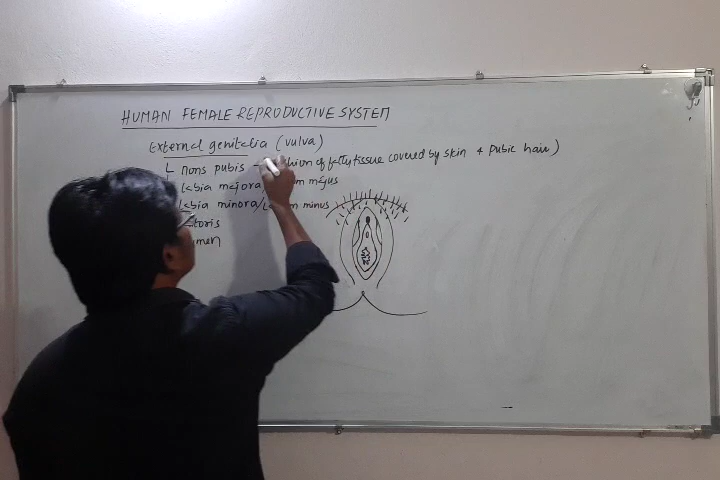 HUMAN FEMALE REPRODUCTIVE SYSTEM
External genitalia (vulva)
mons pubis of fatty tissue covered by skin + pubic hair)
labia majora/ majus
labia minora/ minus